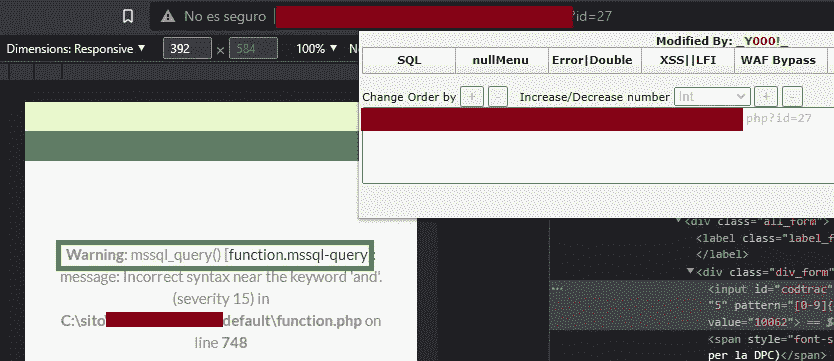 No es seguro
?id=27
Dimensions: Responsive ▼ 392 × 584 100% ▼
Modified By: _Y000!_
SQL nullMenu Error|Double XSS||LFI WAF Bypass
Change Order by + - Increase/Decrease number Int + -
php?id=27
Warning: mssql_query() [function.mssql-query]:
message: Incorrect syntax near the keyword 'and'.
(severity 15) in
C:\sito default\function.php on
line 748
<div class="all_form">
<label class="label_f
</label>
<div class="div_form"
<input id="codtrac"
"5" pattern="[0-9]{
value="10062"> == $
<span style="font-s
per la DPC)</span>